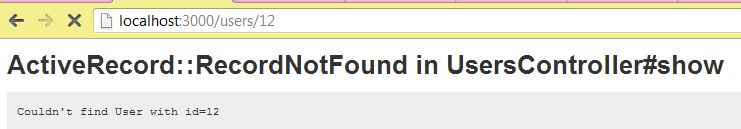 localhost:3000/users/12
ActiveRecord::RecordNotFound in UsersController#show
Couldn't find User with id=12